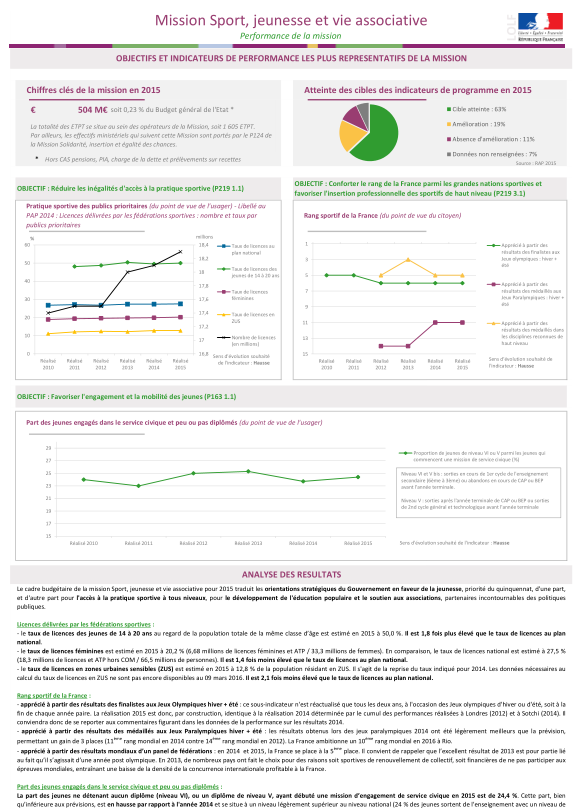 Mission Sport, jeunesse et vie associative
Performance de la mission
LOLF
Liberté • Égalité • Fraternité
RÉPUBLIQUE FRANÇAISE
OBJECTIFS ET INDICATEURS DE PERFORMANCE LES PLUS REPRESENTATIFS DE LA MISSION
Chiffres clés de la mission en 2015
€ 504 M€ soit 0,23 % du Budget général de l'Etat *
La totalité des ETPT se situe au sein des opérateurs de la Mission, soit 1 605 ETPT.
Par ailleurs, les effectifs ministériels qui suivent cette Mission sont portés par le P124 de
la Mission Solidarité, insertion et égalité des chances.
* Hors CAS pensions, PIA, charge de la dette et prélèvements sur recettes
Atteinte des cibles des indicateurs de programme en 2015
Cible atteinte : 63%
Amélioration : 19%
Absence d'amélioration : 11%
Données non renseignées : 7%
Source : RAP 2015
OBJECTIF : Réduire les inégalités d'accès à la pratique sportive (P219 1.1)
Pratique sportive des publics prioritaires (du point de vue de l'usager) - Libellé au
PAP 2014 : Licences délivrées par les fédérations sportives : nombre et taux par
publics prioritaires
%
millions
60
50
40
30
20
10
0
18,4
18,2
18
17,8
17,6
17,4
17,2
17
16,8
Réalisé 2010
Réalisé 2011
Réalisé 2012
Réalisé 2013
Réalisé 2014
Réalisé 2015
Taux de licences au
plan national
Taux de licences des
jeunes de 14 à 20 ans
Taux de licences
féminines
Taux de licences en
ZUS
Nombre de licences
(en millions)
Sens d'évolution souhaité
de l'indicateur : Hausse
OBJECTIF : Conforter le rang de la France parmi les grandes nations sportives et
favoriser l'insertion professionnelle des sportifs de haut niveau (P219 3.1)
Rang sportif de la France (du point de vue du citoyen)
1
3
5
7
9
11
13
15
Réalisé 2010
Réalisé 2011
Réalisé 2012
Réalisé 2013
Réalisé 2014
Réalisé 2015
Apprécié à partir des
résultats des finalistes aux
Jeux olympiques : hiver +
été
Apprécié à partir des
résultats des médaillés aux
Jeux Paralympiques : hiver +
été
Apprécié à partir des
résultats des médaillés dans
les disciplines reconnues de
haut niveau
Sens d'évolution souhaité de
l'indicateur : Hausse
OBJECTIF : Favoriser l'engagement et la mobilité des jeunes (P163 1.1)
Part des jeunes engagés dans le service civique et peu ou pas diplômés (du point de vue de l'usager)
29
27
25
23
21
19
17
15
Réalisé 2010
Réalisé 2011
Réalisé 2012
Réalisé 2013
Réalisé 2014
Réalisé 2015
Proportion de jeunes de niveau VI ou V parmi les jeunes qui
commencent une mission de service civique (%)
Niveau VI et V bis : sorties en cours de 1er cycle de l'enseignement
secondaire (6ème à 3ème) ou abandons en cours de CAP ou BEP
avant l'année terminale.
Niveau V : sorties après l'année terminale de CAP ou BEP ou sorties
de 2nd cycle général et technologique avant l'année terminale
Sens d'évolution souhaité de l'indicateur : Hausse
ANALYSE DES RESULTATS
Le cadre budgétaire de la mission Sport, jeunesse et vie associative pour 2015 traduit les orientations stratégiques du Gouvernement en faveur de la jeunesse, priorité du quinquennat, d'une part,
et d'autre part pour l'accès à la pratique sportive à tous niveaux, pour le développement de l'éducation populaire et le soutien aux associations, partenaires incontournables des politiques
publiques.
Licences délivrées par les fédérations sportives :
- le taux de licences des jeunes de 14 à 20 ans au regard de la population totale de la même classe d'âge est estimé en 2015 à 50,0 %. Il est 1,8 fois plus élevé que le taux de licences au plan
national.
- le taux de licences féminines est estimé en 2015 à 20,2 % (6,68 millions de licences féminines et ATP / 33,3 millions de femmes). En comparaison, le taux de licences national est estimé à 27,5 %
(18,3 millions de licences et ATP hors COM / 66,5 millions de personnes). Il est 1,4 fois moins élevé que le taux de licences au plan national.
- le taux de licences en zones urbaines sensibles (ZUS) est estimé en 2015 à 12,8 % de la population résidant en ZUS. Il s'agit de la reprise du taux indiqué pour 2014. Les données nécessaires au
calcul du taux de licences en ZUS ne sont pas encore disponibles au 09 mars 2016. Il est 2,1 fois moins élevé que le taux de licences au plan national.
Rang sportif de la France :
- apprécié à partir des résultats des finalistes aux Jeux Olympiques hiver + été : ce sous-indicateur n'est réactualisé que tous les deux ans, à l'occasion des Jeux olympiques d'hiver ou d'été, soit à la
fin de chaque année paire. La réalisation 2015 est donc, par construction, identique à la réalisation 2014 déterminée par le cumul des performances réalisées à Londres (2012) et à Sotchi (2014). Il
conviendra donc de se reporter aux commentaires figurant dans les données de la performance sur les résultats 2014.
- apprécié à partir des résultats des médaillés aux Jeux Paralympiques hiver + été : les résultats obtenus lors des jeux paralympiques 2014 ont été légèrement meilleurs que la prévision,
permettant un gain de 3 places (11ème rang mondial en 2014 contre 14ème rang mondial en 2012). La France ambitionne un 10ème rang mondial en 2016 à Rio.
- apprécié à partir des résultats mondiaux d'un panel de fédérations : en 2014 et 2015, la France se place à la 5ème place. Il convient de rappeler que l'excellent résultat de 2013 est pour partie lié
au fait qu'il s'agissait d'une année post olympique. En 2013, de nombreux pays ont fait le choix pour des raisons soit sportives de renouvellement de collectif, soit financières de ne pas participer aux
épreuves mondiales, entraînant une baisse de la densité de la concurrence internationale profitable à la France.
Part des jeunes engagés dans le service civique et peu ou pas diplômés :
La part des jeunes ne détenant aucun diplôme (niveau VI), ou un diplôme de niveau V, ayant débuté une mission d'engagement de service civique en 2015 est de 24,4 %. Cette part, bien
qu'inférieure aux prévisions, est en hausse par rapport à l'année 2014 et se situe à un niveau légèrement supérieur au niveau national (24 % des jeunes sortent de l'enseignement avec un niveau de